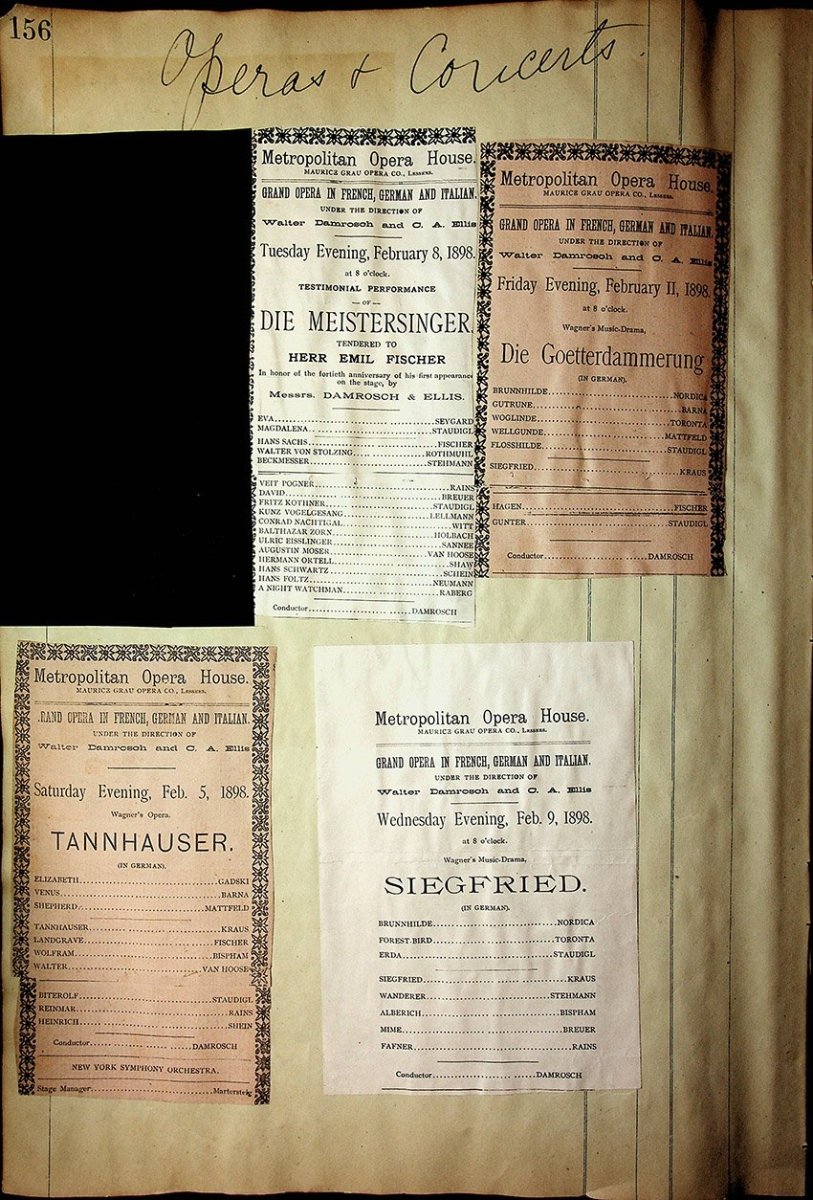 156
Operas & Concerts.
Metropolitan Opera House.
MAURICE GRAU OPERA CO., Lessees.
GRAND OPERA IN FRENCH, GERMAN AND ITALIAN
UNDER THE DIRECTION OF
Walter Damrosch and C. A. Ellis
Tuesday Evening, February 8, 1898.
at 8 o'clock.
TESTIMONIAL PERFORMANCE
— OF —
DIE MEISTERSINGER,
TENDERED TO
HERR EMIL FISCHER
In honor of the fortieth anniversary of his first appearance
on the stage, by
Messrs. DAMROSCH & ELLIS.
EVA........SEYGARD
MAGDALENA........STAUDIGL
HANS SACHS........FISCHER
WALTER VON STOLZING........ROTHMUHL
BECKMESSER........STEHMANN
VEIT POGNER........RAINS
DAVID........BREUER
FRITZ KOTHNER........STAUDIGL
KUNZ VOGELGESANG........LELLMANN
CONRAD NACHTIGAL........WITT
BALTHAZAR ZORN........HOLBACH
ULRIC EISSLINGER........SANNEE
AUGUSTIN MOSER........VAN HOOSE
HERMANN ORTELL........SHAW
HANS SCHWARTZ........SCHEIN
HANS FOLTZ........NEUMANN
A NIGHT WATCHMAN........RABERG
Conductor........DAMROSCH
Metropolitan Opera House.
MAURICE GRAU OPERA CO., Lessees.
GRAND OPERA IN FRENCH, GERMAN AND ITALIAN.
UNDER THE DIRECTION OF
Walter Damrosch and C. A. Ellis
Friday Evening, February 11, 1898.
at 8 o'clock.
Wagner's Music-Drama,
Die Goetterdammerung
(IN GERMAN).
BRUNNHILDE........NORDICA
GUTRUNE........BARNA
WOGLINDE........TORONTA
WELLGUNDE........MATTFELD
FLOSSHILDE........STAUDIGL
SIEGFRIED........KRAUS
HAGEN........FISCHER
GUNTER........STAUDIGL
Conductor........DAMROSCH
Metropolitan Opera House.
MAURICE GRAU OPERA CO., Lessees.
RAND OPERA IN FRENCH, GERMAN AND ITALIAN.
UNDER THE DIRECTION OF
Walter Damrosch and C. A. Ellis
Saturday Evening, Feb. 5, 1898.
Wagner's Opera.
TANNHAUSER.
(IN GERMAN).
ELIZABETH........GADSKI
VENUS........BARNA
SHEPHERD........MATTFELD
TANNHAUSER........KRAUS
LANDGRAVE........FISCHER
WOLFRAM........BISPHAM
WALTER........VAN HOOSE
BITEROLF........STAUDIGL
REINMAR........RAINS
HEINRICH........SHEIN
Conductor........DAMROSCH
NEW YORK SYMPHONY ORCHESTRA.
Stage Manager........Martersteig
Metropolitan Opera House.
MAURICE GRAU OPERA CO., Lessees.
GRAND OPERA IN FRENCH, GERMAN AND ITALIAN.
UNDER THE DIRECTION OF
Walter Damrosch and C. A. Ellis
Wednesday Evening, Feb. 9, 1898.
at 8 o'clock.
Wagner's Music-Drama,
SIEGFRIED.
(IN GERMAN).
BRUNNHILDE........NORDICA
FOREST BIRD........TORONTA
ERDA........STAUDIGL
SIEGFRIED........KRAUS
WANDERER........STEHMANN
ALBERICH........BISPHAM
MIME........BREUER
FAFNER........RAINS
Conductor........DAMROSCH